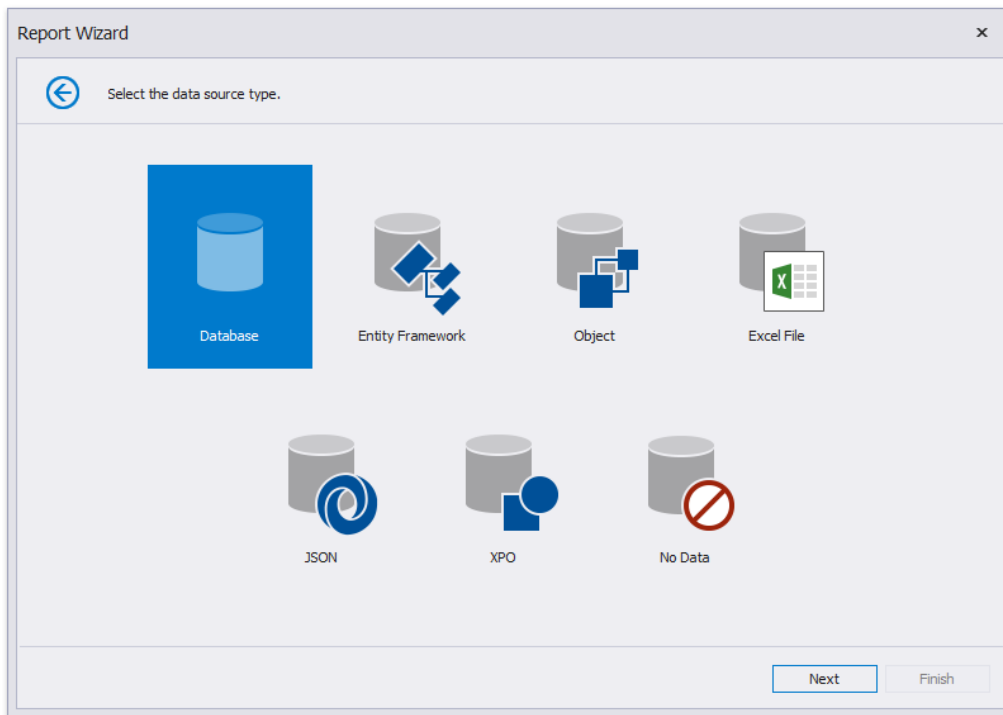 Report Wizard
Select the data source type.
Database
Entity Framework
Object
Excel File
JSON
XPO
No Data
Next
Finish